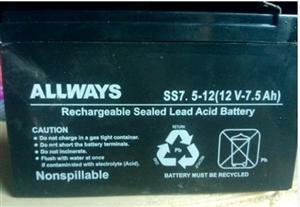 ALLWAYS
SS7. 5-12(12 V-7.5 Ah)
Rechargeable Sealed Lead Acid Battery
CAUTION
● Do not charge in a gas tight container.
● Do not short the battery terminals.
● Do not incinerate.
● Flush with water at once
if contaminated with electrolyte (Acid).
Nonspillable
RETURN
Pb
RECYCLE
Pb
BATTERY MUST BE RECYCLED